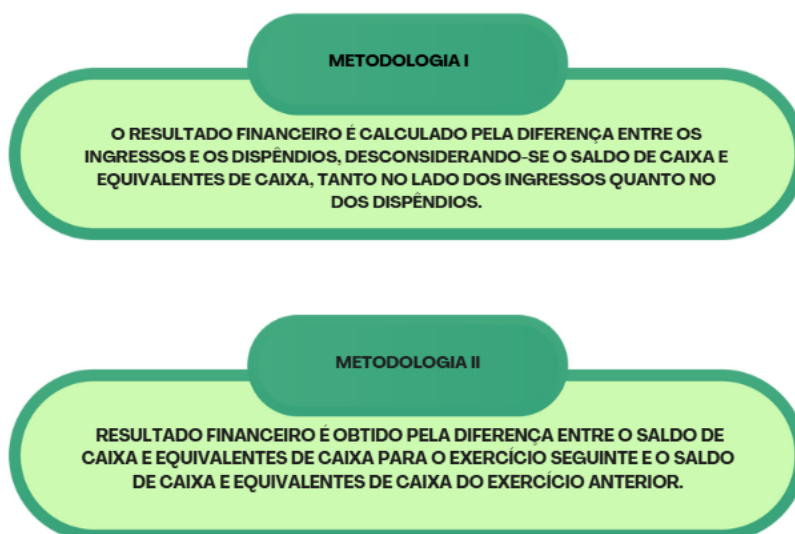 METODOLOGIA I
O RESULTADO FINANCEIRO É CALCULADO PELA DIFERENÇA ENTRE OS
INGRESSOS E OS DISPÊNDIOS, DESCONSIDERANDO-SE O SALDO DE CAIXA E
EQUIVALENTES DE CAIXA, TANTO NO LADO DOS INGRESSOS QUANTO NO
DOS DISPÊNDIOS.
METODOLOGIA II
RESULTADO FINANCEIRO É OBTIDO PELA DIFERENÇA ENTRE O SALDO DE
CAIXA E EQUIVALENTES DE CAIXA PARA O EXERCÍCIO SEGUINTE E O SALDO
DE CAIXA E EQUIVALENTES DE CAIXA DO EXERCÍCIO ANTERIOR.